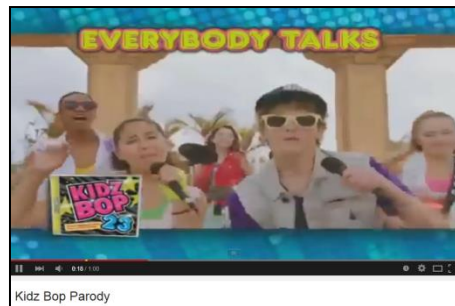 EVERYBODY TALKS
KIDZ
BOP
23
0:18 / 1:00
Kidz Bop Parody